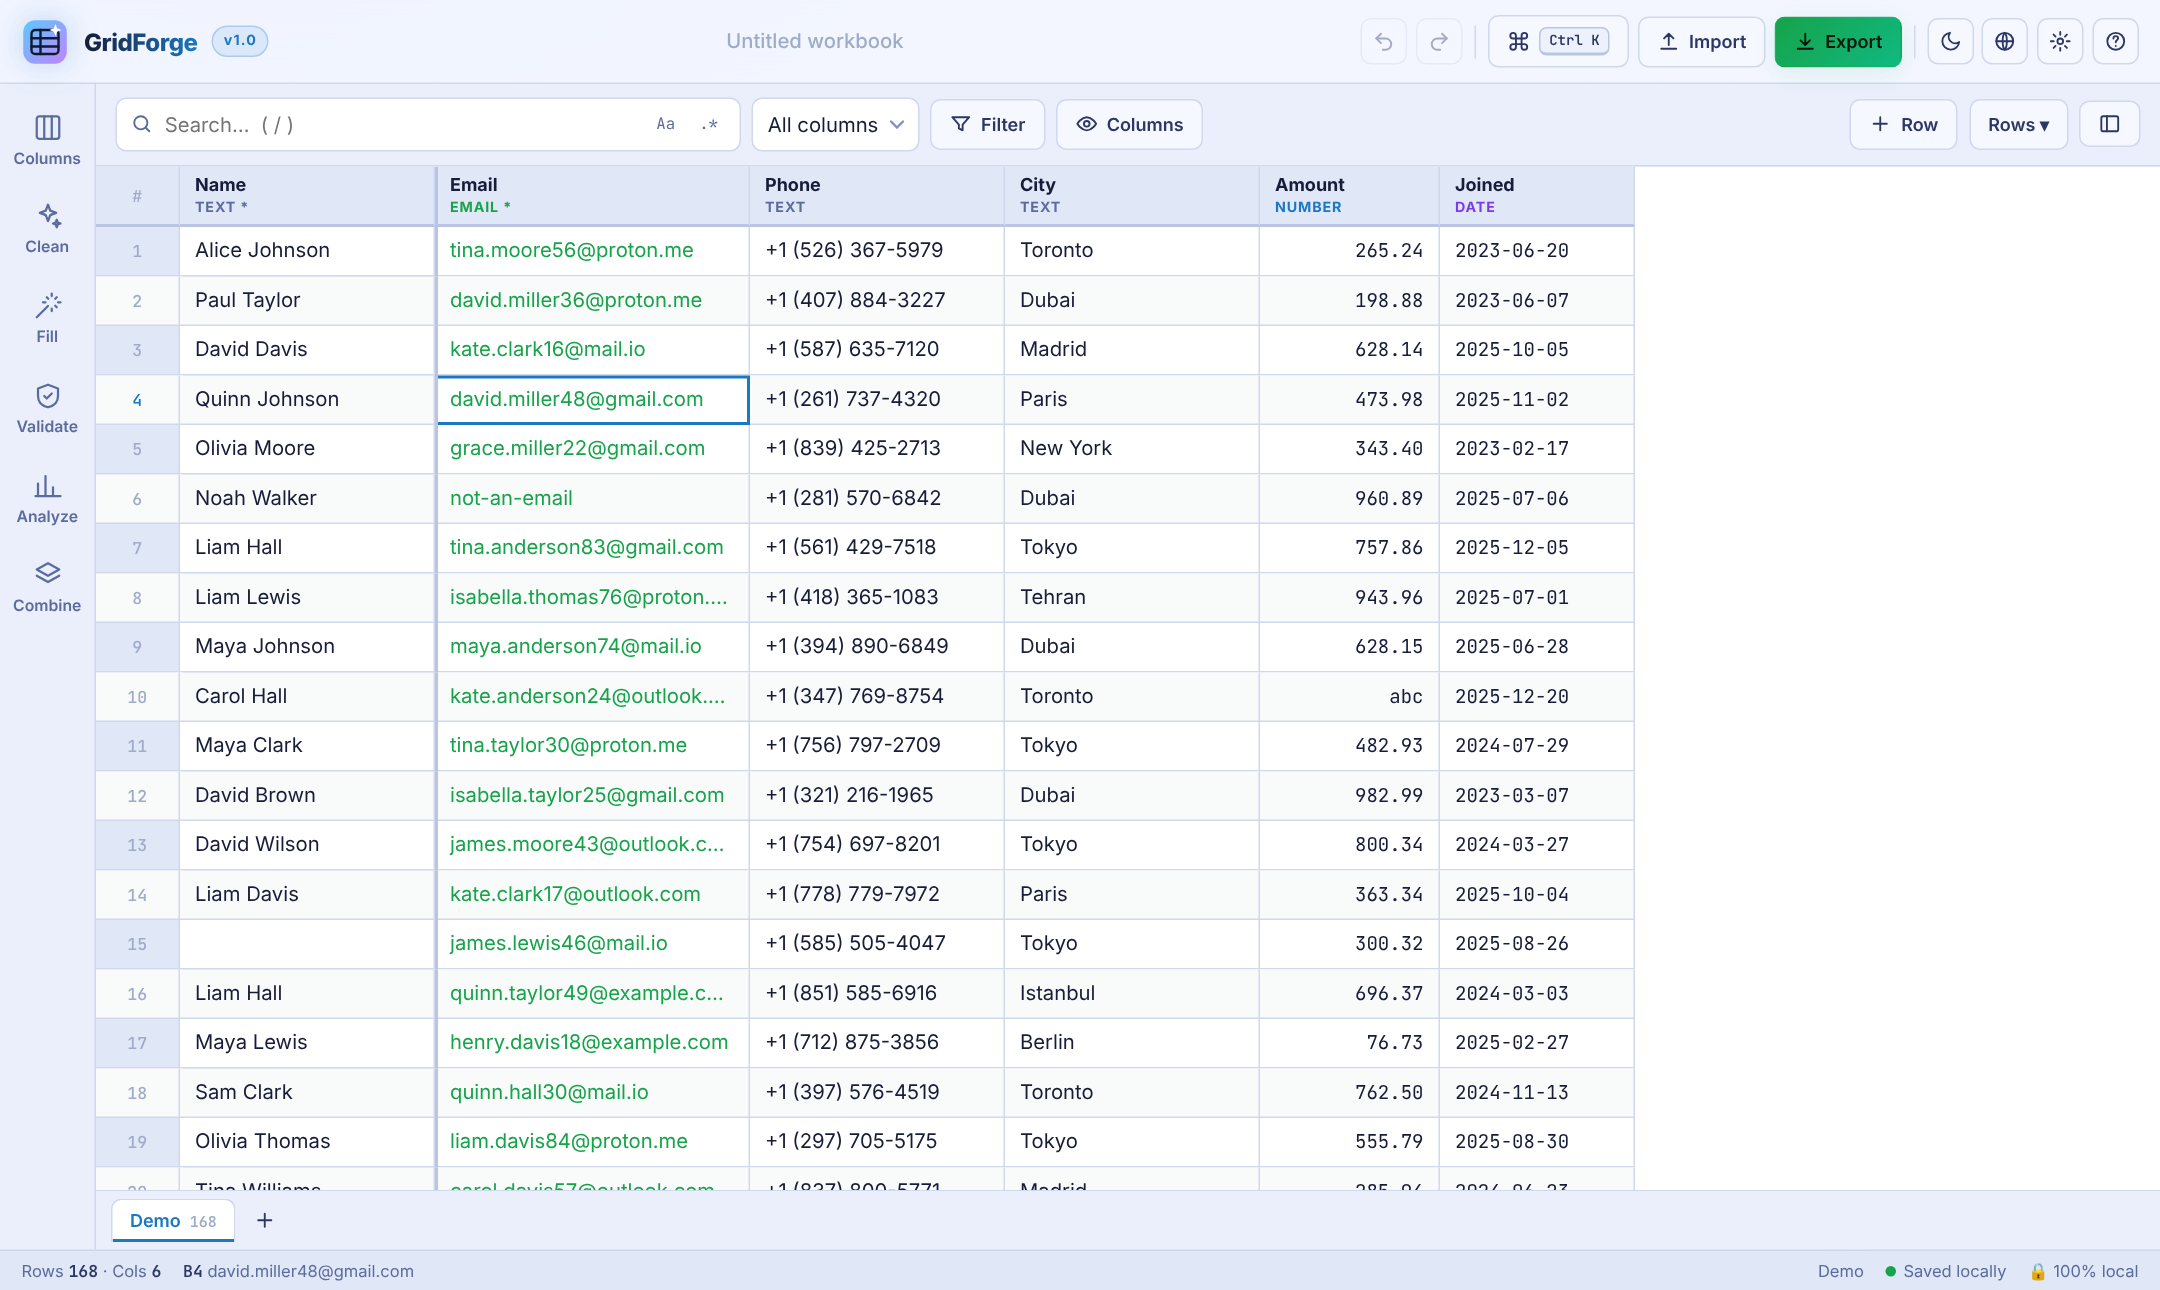 GridForge v1.0 Untitled workbook Ctrl K Import Export
Search... ( / ) Aa .* All columns Filter Columns + Row Rows ▾
Columns
Clean
Fill
Validate
Analyze
Combine
# Name Email Phone City Amount Joined
TEXT * EMAIL * TEXT TEXT NUMBER DATE
1 Alice Johnson tina.moore56@proton.me +1 (526) 367-5979 Toronto 265.24 2023-06-20
2 Paul Taylor david.miller36@proton.me +1 (407) 884-3227 Dubai 198.88 2023-06-07
3 David Davis kate.clark16@mail.io +1 (587) 635-7120 Madrid 628.14 2025-10-05
4 Quinn Johnson david.miller48@gmail.com +1 (261) 737-4320 Paris 473.98 2025-11-02
5 Olivia Moore grace.miller22@gmail.com +1 (839) 425-2713 New York 343.40 2023-02-17
6 Noah Walker not-an-email +1 (281) 570-6842 Dubai 960.89 2025-07-06
7 Liam Hall tina.anderson83@gmail.com +1 (561) 429-7518 Tokyo 757.86 2025-12-05
8 Liam Lewis isabella.thomas76@proton.... +1 (418) 365-1083 Tehran 943.96 2025-07-01
9 Maya Johnson maya.anderson74@mail.io +1 (394) 890-6849 Dubai 628.15 2025-06-28
10 Carol Hall kate.anderson24@outlook.... +1 (347) 769-8754 Toronto abc 2025-12-20
11 Maya Clark tina.taylor30@proton.me +1 (756) 797-2709 Tokyo 482.93 2024-07-29
12 David Brown isabella.taylor25@gmail.com +1 (321) 216-1965 Dubai 982.99 2023-03-07
13 David Wilson james.moore43@outlook.c... +1 (754) 697-8201 Tokyo 800.34 2024-03-27
14 Liam Davis kate.clark17@outlook.com +1 (778) 779-7972 Paris 363.34 2025-10-04
15 james.lewis46@mail.io +1 (585) 505-4047 Tokyo 300.32 2025-08-26
16 Liam Hall quinn.taylor49@example.c... +1 (851) 585-6916 Istanbul 696.37 2024-03-03
17 Maya Lewis henry.davis18@example.com +1 (712) 875-3856 Berlin 76.73 2025-02-27
18 Sam Clark quinn.hall30@mail.io +1 (397) 576-4519 Toronto 762.50 2024-11-13
19 Olivia Thomas liam.davis84@proton.me +1 (297) 705-5175 Tokyo 555.79 2025-08-30
Tina Williams carol.davis57@outlook.com Madrid
Demo 168 +
Rows 168 · Cols 6 B4 david.miller48@gmail.com Demo Saved locally 🔒 100% local